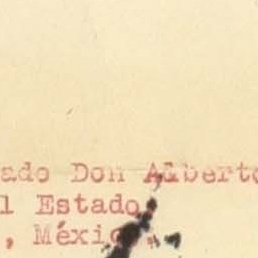 ado Don Alberto
l Estado.
, México.